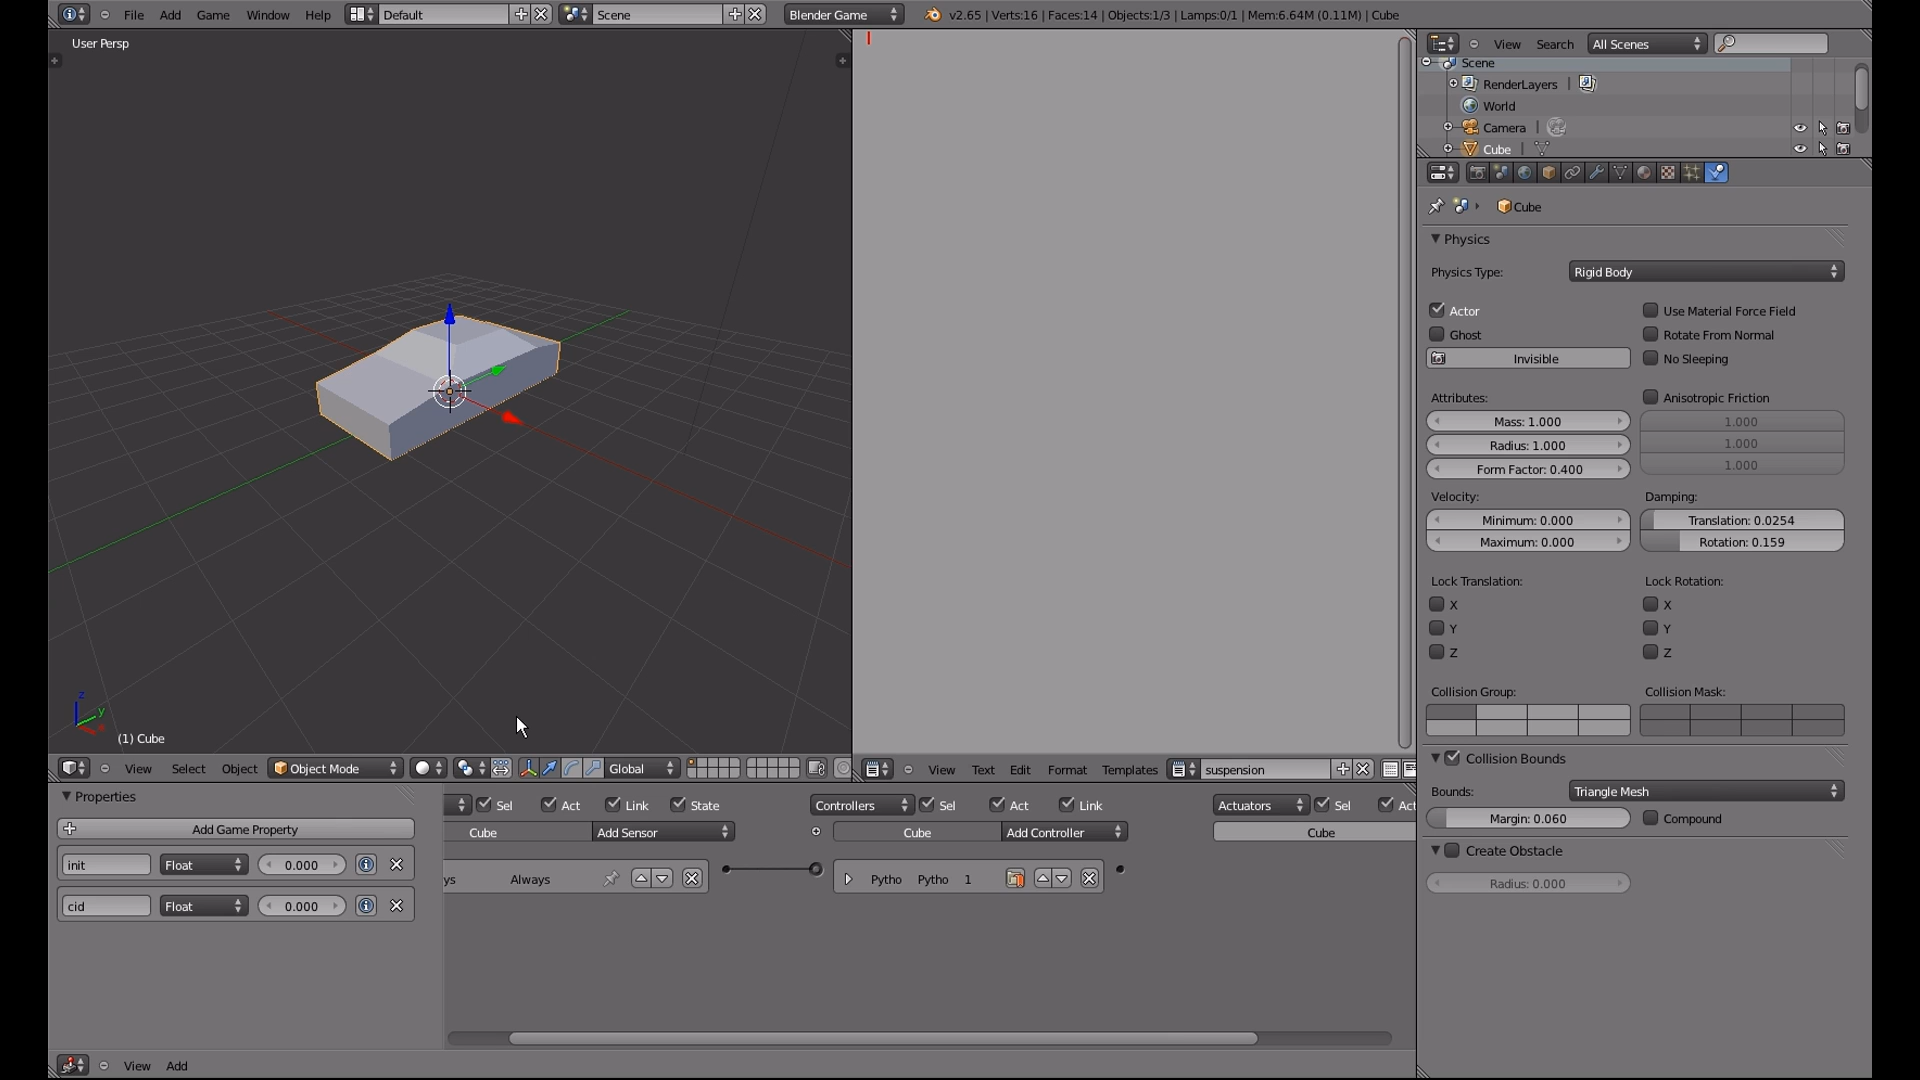 File Add Game Window Help Default Scene Blender Game v2.65 | Verts:16 | Faces:14 | Objects:1/3 | Lamps:0/1 | Mem:6.64M (0.11M) | Cube
User Persp
(1) Cube
z
y
x
View Select Object Object Mode Global
View Text Edit Format Templates suspension
View Search All Scenes
Scene
RenderLayers |
World
Camera |
Cube |
Cube
Physics
Physics Type: Rigid Body
Actor Use Material Force Field
Ghost Rotate From Normal
Invisible No Sleeping
Attributes: Anisotropic Friction
Mass: 1.000 1.000
Radius: 1.000 1.000
Form Factor: 0.400 1.000
Velocity: Damping:
Minimum: 0.000 Translation: 0.0254
Maximum: 0.000 Rotation: 0.159
Lock Translation: Lock Rotation:
X X
Y Y
Z Z
Collision Group: Collision Mask:
Collision Bounds
Bounds: Triangle Mesh
Margin: 0.060 Compound
Create Obstacle
Radius: 0.000
Properties
Add Game Property
init Float 0.000
cid Float 0.000
Sel Act Link State Controllers Sel Act Link Actuators Sel Act
Cube Add Sensor Cube Add Controller Cube
ys Always Pytho Pytho 1
View Add